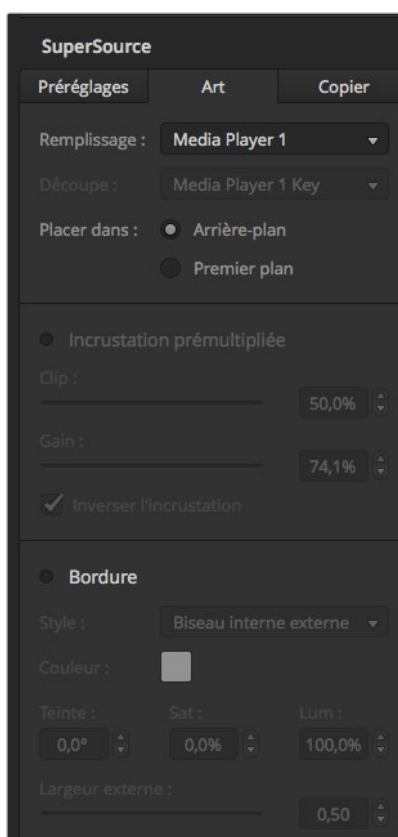 SuperSource
Préréglages Art Copier
Remplissage : Media Player 1
Découpe : Media Player 1 Key
Placer dans : Arrière-plan
Premier plan
Incrustation prémultipliée
Clip :
50,0%
Gain :
74,1%
Inverser l'incrustation
Bordure
Style : Biseau interne externe
Couleur :
Teinte : Sat : Lum :
0,0° 0,0% 100,0%
Largeur externe :
0,50